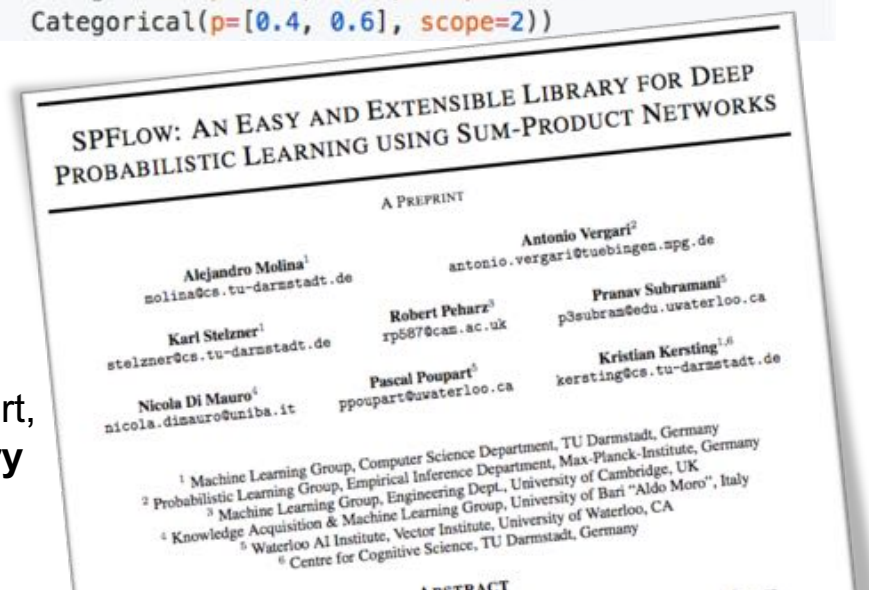 Categorical(p=[0.4, 0.6], scope=2))
SPFLOW: AN EASY AND EXTENSIBLE LIBRARY FOR DEEP
PROBABILISTIC LEARNING USING SUM-PRODUCT NETWORKS
A PREPRINT
Alejandro Molina¹
molina@cs.tu-darmstadt.de
Antonio Vergari²
antonio.vergari@tuebingen.mpg.de
Karl Stelzner¹
stelzner@cs.tu-darmstadt.de
Robert Peharz³
rp587@cam.ac.uk
Pranav Subramani⁵
p3subram@edu.uwaterloo.ca
Nicola Di Mauro⁴
nicola.dimauro@uniba.it
Pascal Poupart⁵
ppoupart@uwaterloo.ca
Kristian Kersting¹,⁶
kersting@cs.tu-darmstadt.de
¹ Machine Learning Group, Computer Science Department, TU Darmstadt, Germany
² Probabilistic Learning Group, Empirical Inference Department, Max-Planck-Institute, Germany
³ Machine Learning Group, Engineering Dept., University of Cambridge, UK
⁴ Knowledge Acquisition & Machine Learning Group, University of Bari "Aldo Moro", Italy
⁵ Waterloo AI Institute, Vector Institute, University of Waterloo, CA
⁶ Centre for Cognitive Science, TU Darmstadt, Germany
ABSTRACT
rt,
y